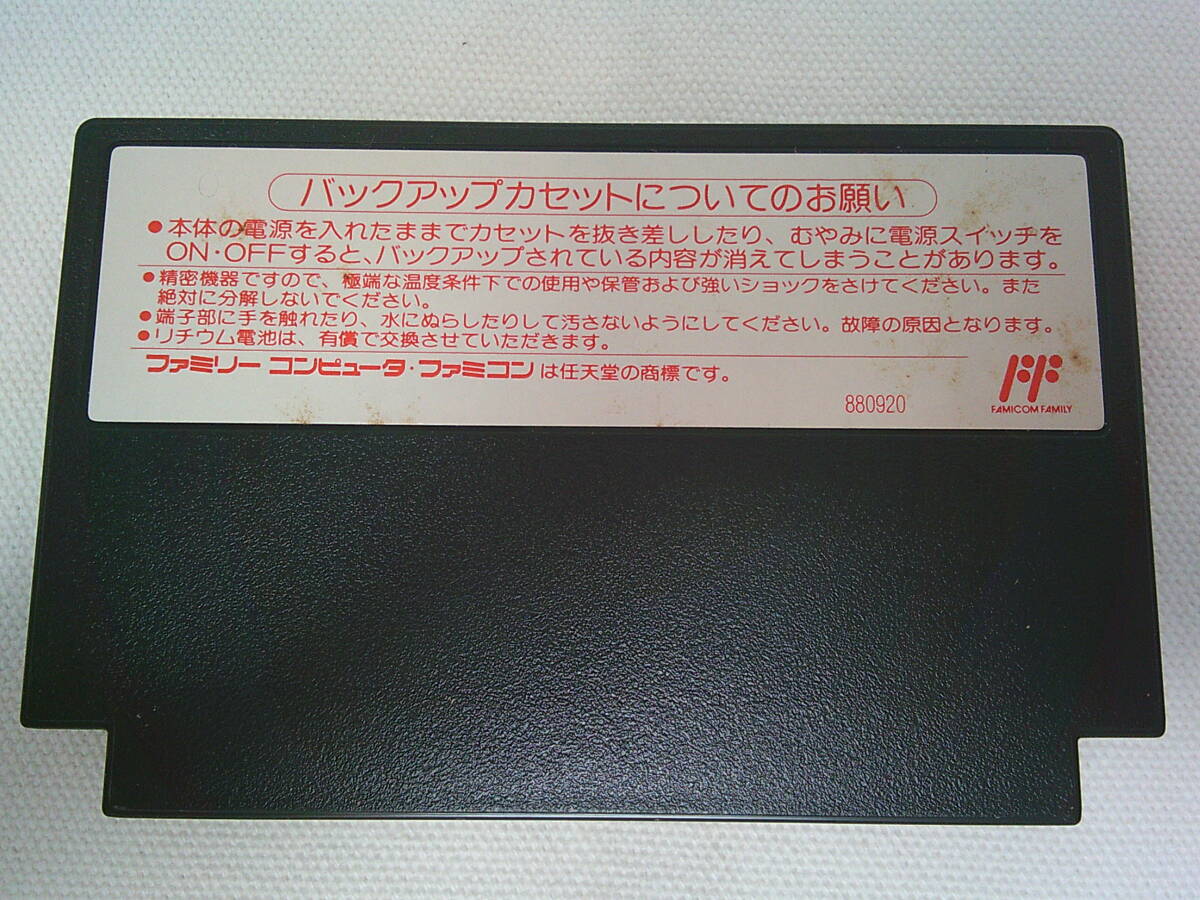 バックアップカセットについてのお願い
●本体の電源を入れたままでカセットを抜き差ししたり、むやみに電源スイッチを
ON・OFFすると、バックアップされている内容が消えてしまうことがあります。
●精密機器ですので、極端な温度条件下での使用や保管および強いショックをさけてください。また
絶対に分解しないでください。
●端子部に手を触れたり、水にぬらしたりして汚さないようにしてください。故障の原因となります。
●リチウム電池は、有償で交換させていただきます。
ファミリー コンピュータ・ファミコン は任天堂の商標です。
880920
FAMICOM FAMILY